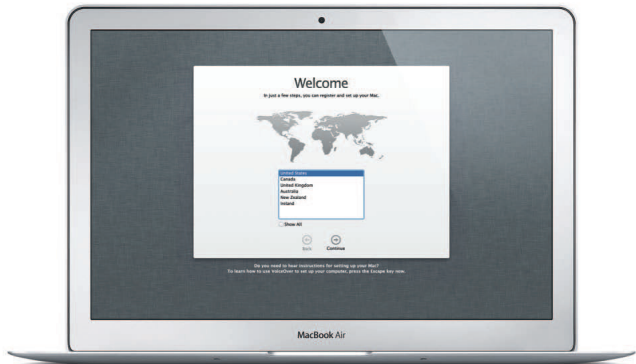 Welcome
In just a few steps, you can register and set up your Mac.
United States
Canada
United Kingdom
Australia
New Zealand
Ireland
Show All
Back
Continue
Do you need to hear instructions for setting up your Mac?
To learn how to use VoiceOver to set up your computer, press the Escape key now.
MacBook Air